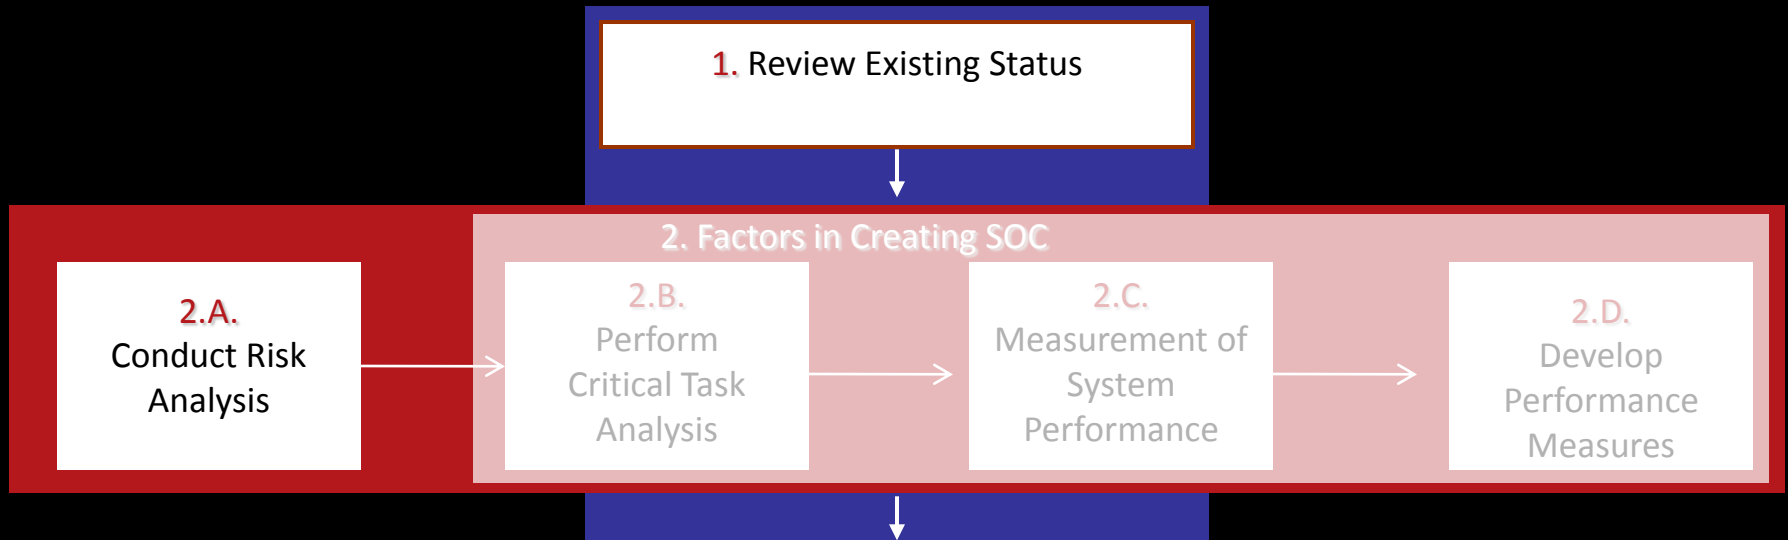 1. Review Existing Status
2. Factors in Creating SOC
2.A.
Conduct Risk
Analysis
2.B.
Perform
Critical Task
Analysis
2.C.
Measurement of
System
Performance
2.D.
Develop
Performance
Measures